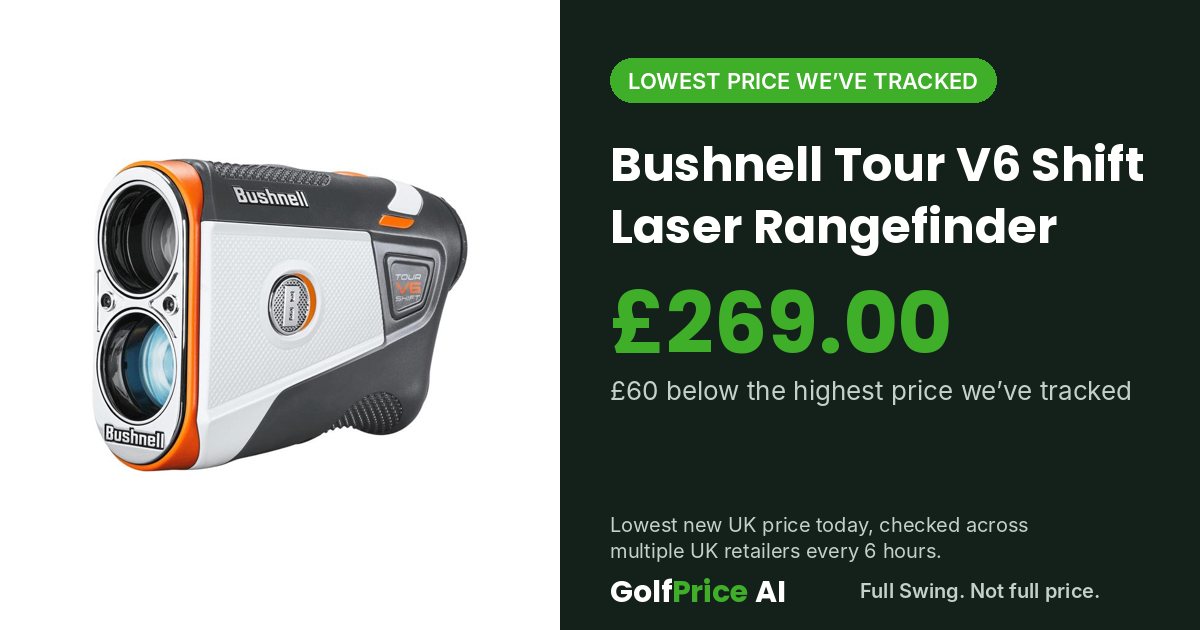 Bushnell
TOUR
V6
SHIFT
Bushnell
LOWEST PRICE WE’VE TRACKED
Bushnell Tour V6 Shift
Laser Rangefinder
£269.00
£60 below the highest price we’ve tracked
Lowest new UK price today, checked across
multiple UK retailers every 6 hours.
GolfPrice AI
Full Swing. Not full price.